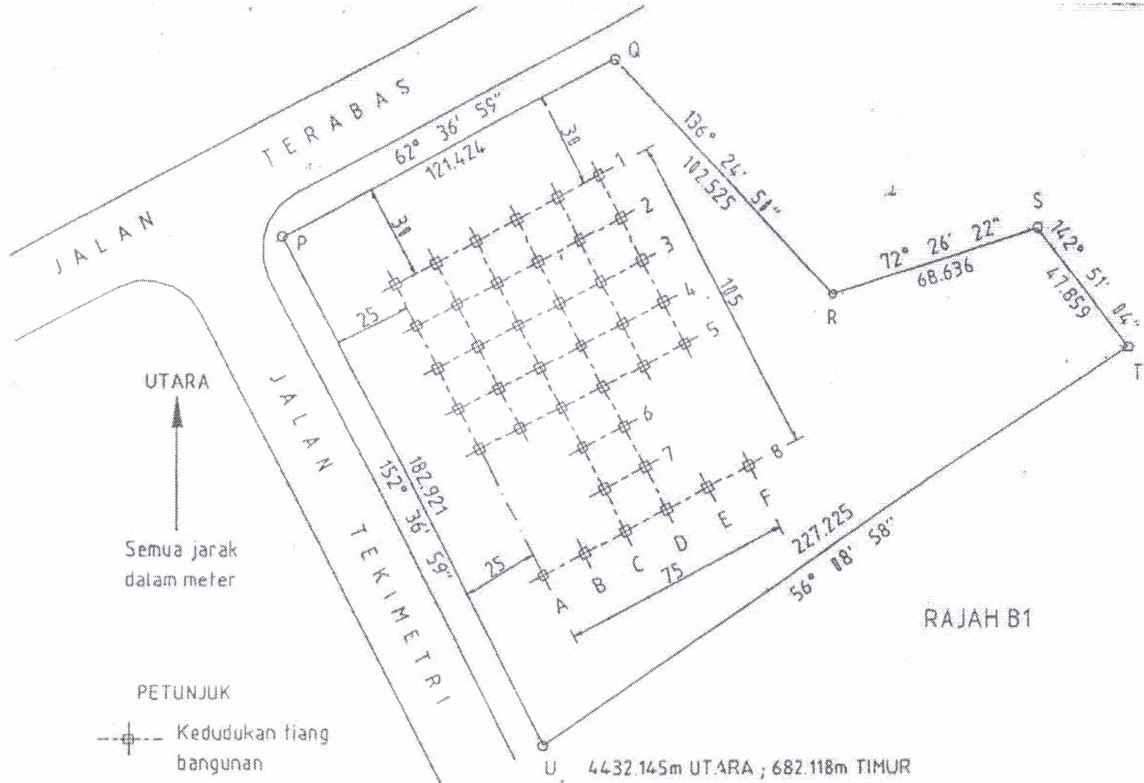 JALAN TERABAS
Q
62° 36' 59"
121.424
30
30
136° 24' 51"
102.525
P
1
2
3
4
5
6
7
8
105
S
72° 26' 22"
68.636
142° 51' 04"
47.859
R
T
25
UTARA
Semua jarak
dalam meter
JALAN TEKIMETRI
182.921
152° 36' 59"
25
A
B
C
D
E
F
75
227.225
56° 08' 58"
RAJAH B1
PETUNJUK
Kedudukan tiang
bangunan
U
4432.145m UTARA ; 682.118m TIMUR